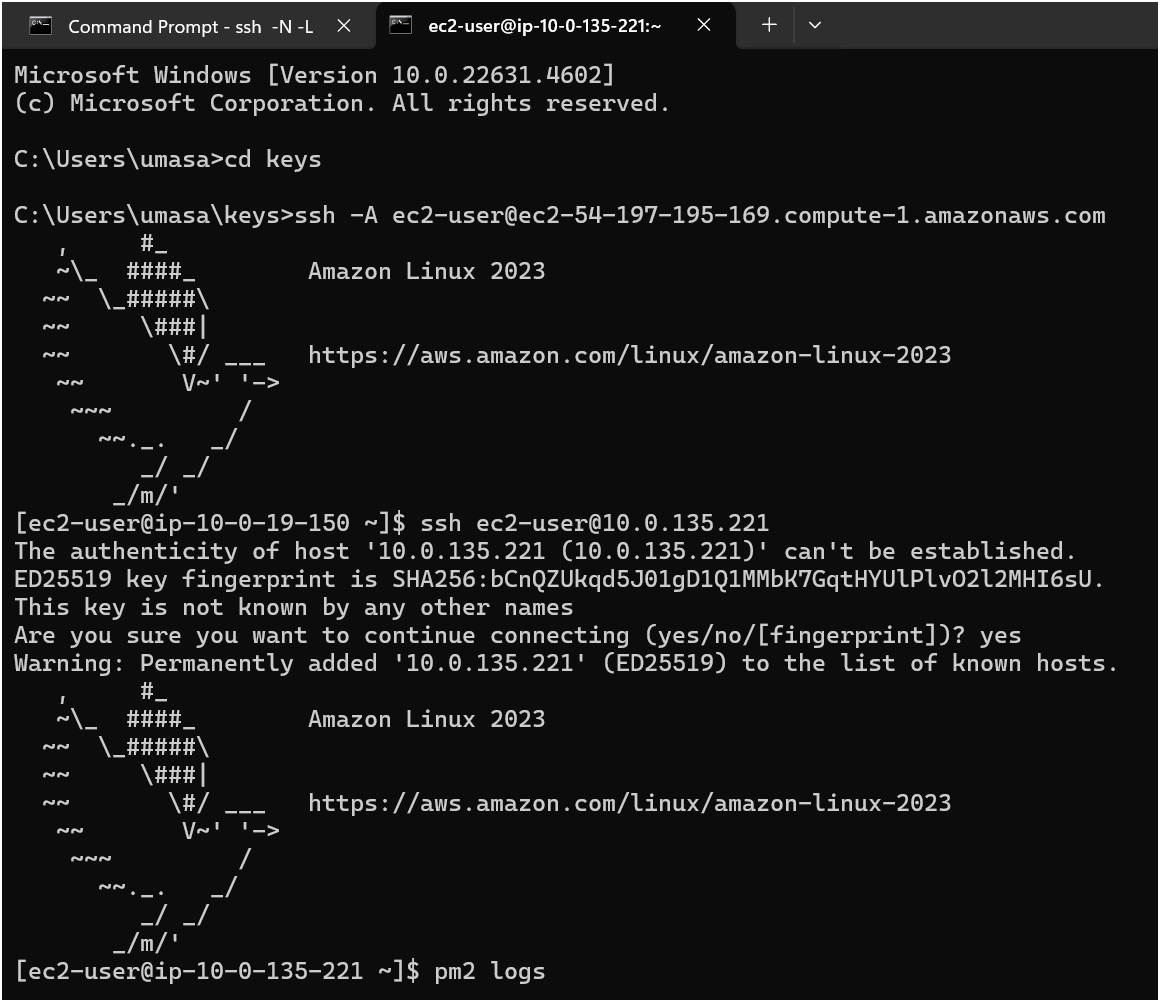 Command Prompt - ssh  -N -L
ec2-user@ip-10-0-135-221:~
Microsoft Windows [Version 10.0.22631.4602]
(c) Microsoft Corporation. All rights reserved.
C:\Users\umasa>cd keys
C:\Users\umasa\keys>ssh -A ec2-user@ec2-54-197-195-169.compute-1.amazonaws.com
   ,     #_
   ~\_  ####_        Amazon Linux 2023
  ~~  \_#####\
  ~~     \###|
  ~~       \#/ ___   https://aws.amazon.com/linux/amazon-linux-2023
   ~~       V~' '->
    ~~~         /
      ~~._.   _/
         _/ _/
       _/m/'
[ec2-user@ip-10-0-19-150 ~]$ ssh ec2-user@10.0.135.221
The authenticity of host '10.0.135.221 (10.0.135.221)' can't be established.
ED25519 key fingerprint is SHA256:bCnQZUkqd5J01gD1Q1MMbK7GqtHYUlPlvO2l2MHI6sU.
This key is not known by any other names
Are you sure you want to continue connecting (yes/no/[fingerprint])? yes
Warning: Permanently added '10.0.135.221' (ED25519) to the list of known hosts.
   ,     #_
   ~\_  ####_        Amazon Linux 2023
  ~~  \_#####\
  ~~     \###|
  ~~       \#/ ___   https://aws.amazon.com/linux/amazon-linux-2023
   ~~       V~' '->
    ~~~         /
      ~~._.   _/
         _/ _/
       _/m/'
[ec2-user@ip-10-0-135-221 ~]$ pm2 logs